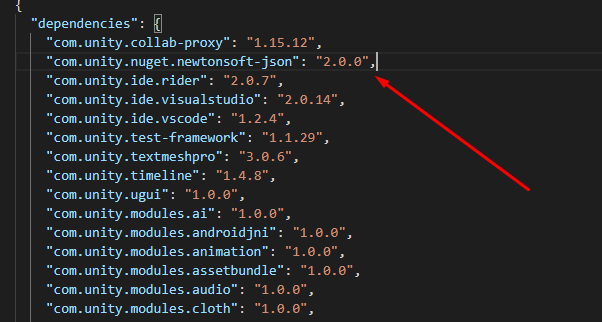 {
"dependencies": {
"com.unity.collab-proxy": "1.15.12",
"com.unity.nuget.newtonsoft-json": "2.0.0",
"com.unity.ide.rider": "2.0.7",
"com.unity.ide.visualstudio": "2.0.14",
"com.unity.ide.vscode": "1.2.4",
"com.unity.test-framework": "1.1.29",
"com.unity.textmeshpro": "3.0.6",
"com.unity.timeline": "1.4.8",
"com.unity.ugui": "1.0.0",
"com.unity.modules.ai": "1.0.0",
"com.unity.modules.androidjni": "1.0.0",
"com.unity.modules.animation": "1.0.0",
"com.unity.modules.assetbundle": "1.0.0",
"com.unity.modules.audio": "1.0.0",
"com.unity.modules.cloth": "1.0.0",